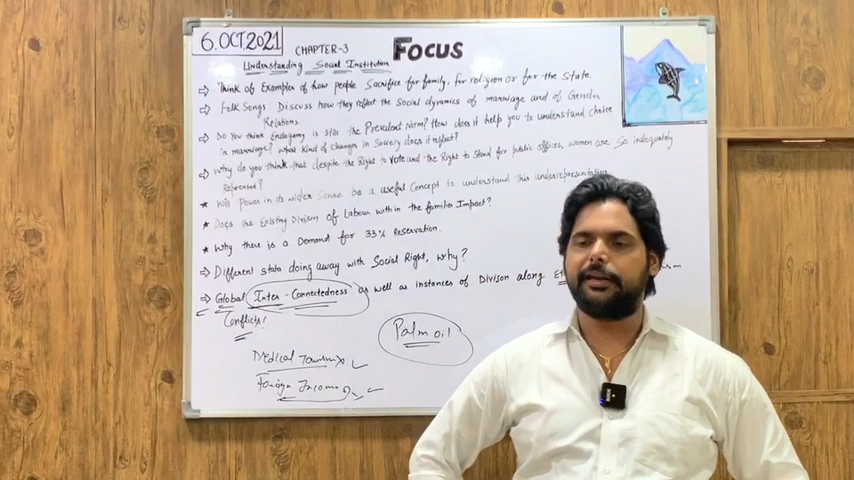 6.OCT.2021
CHAPTER-3
FOCUS
Understanding Social Institution
⇒ Think of Examples of how people Sacrifice for family, for religion or for the State.
⇒ Folk Songs: Discuss how they reflect the social dynamics of marriage and of Gender
Relations.
⇒ Do you think Endogamy is still the Prevalent Norm? How does it help you to understand choice
in marriage? What kind of changes in Society does it reflect?
⇒ Why do you think that despite the Right to vote and the Right to Stand for public offices, women are so inadequately
Reprented?
★ Will Power in its wider Sense be a useful Concept to understand this underrepresentation
★ Does the Existing Division of Labour within the families Impact?
★ Why there is a Demand for 33% Reservation.
⇒ Different state doing away with Social Right, why?
⇒ Global Inter-Connectedness as well as instances of Divison along
Conflicts!
Palm oil
Medical Tourism
Foreign Income